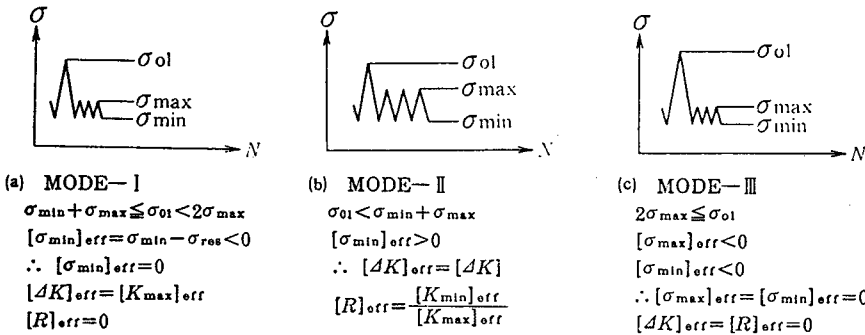 σ
σol
σmax
σmin
N
(a) MODE-I
σmin+σmax≦σol<2σmax
[σmin]eff=σmin-σres<0
∴ [σmin]eff=0
[ΔK]eff=[Kmax]eff
[R]eff=0
σ
σol
σmax
σmin
N
(b) MODE-II
σol<σmin+σmax
[σmin]eff>0
∴ [ΔK]eff=[ΔK]
[R]eff=[Kmin]eff/[Kmax]eff
σ
σol
σmax
σmin
N
(c) MODE-III
2σmax≦σol
[σmax]eff<0
[σmin]eff<0
∴[σmax]eff=[σmin]eff=0
[ΔK]eff=[R]eff=0